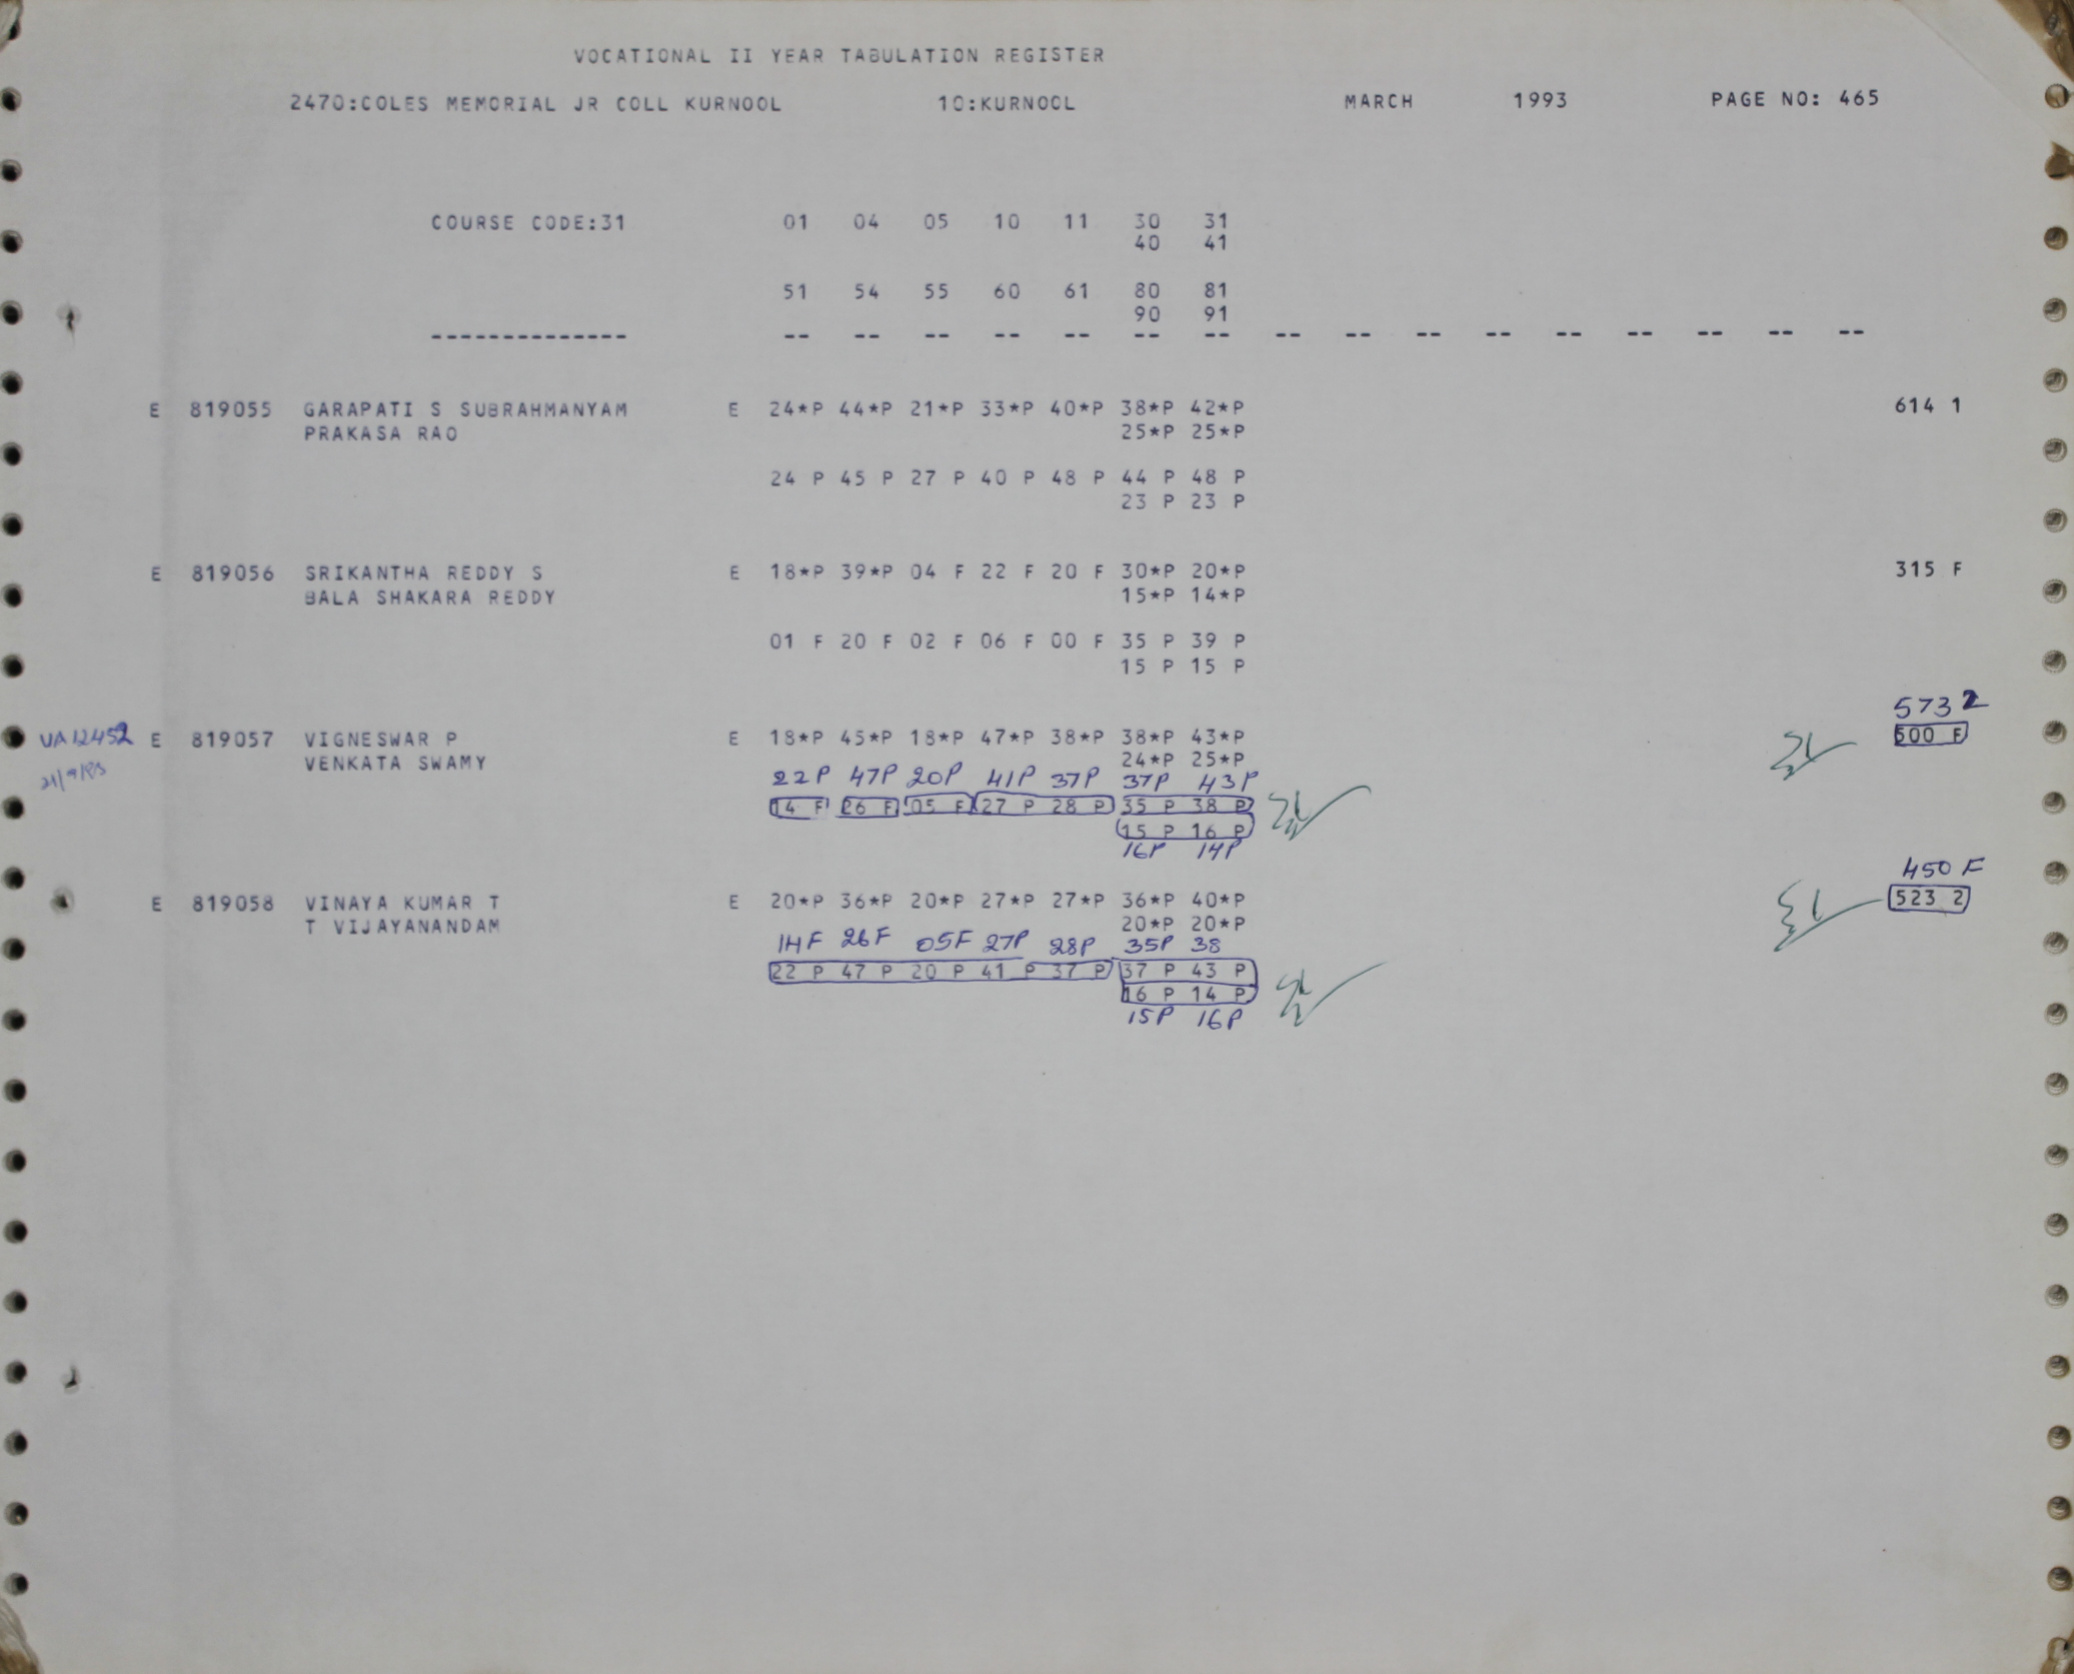 VOCATIONAL II YEAR TABULATION REGISTER
2470:COLES MEMORIAL JR COLL KURNOOL 10:KURNOOL MARCH 1993 PAGE NO: 465
COURSE CODE:31 01 04 05 10 11 30 31
40 41
51 54 55 60 61 80 81
90 91
-------------- -- -- -- -- -- -- -- -- -- -- -- -- -- -- -- --
E 819055 GARAPATI S SUBRAHMANYAM E 24*P 44*P 21*P 33*P 40*P 38*P 42*P 614 1
PRAKASA RAO 25*P 25*P
24 P 45 P 27 P 40 P 48 P 44 P 48 P
23 P 23 P
E 819056 SRIKANTHA REDDY S E 18*P 39*P 04 F 22 F 20 F 30*P 20*P 315 F
BALA SHAKARA REDDY 15*P 14*P
01 F 20 F 02 F 06 F 00 F 35 P 39 P
15 P 15 P
573 2
VA12452 E 819057 VIGNESWAR P E 18*P 45*P 18*P 47*P 38*P 38*P 43*P 500 F
VENKATA SWAMY 24*P 25*P
22P 47P 20P 41P 37P 37P 43P
14 F 26 F 05 F 27 P 28 P 35 P 38 P
15 P 16 P
16P 14P
450 F
E 819058 VINAYA KUMAR T E 20*P 36*P 20*P 27*P 27*P 36*P 40*P 523 2
T VIJAYANANDAM 20*P 20*P
14F 26F 05F 27P 28P 35P 38
22 P 47 P 20 P 41 P 37 P 37 P 43 P
16 P 14 P
15P 16P